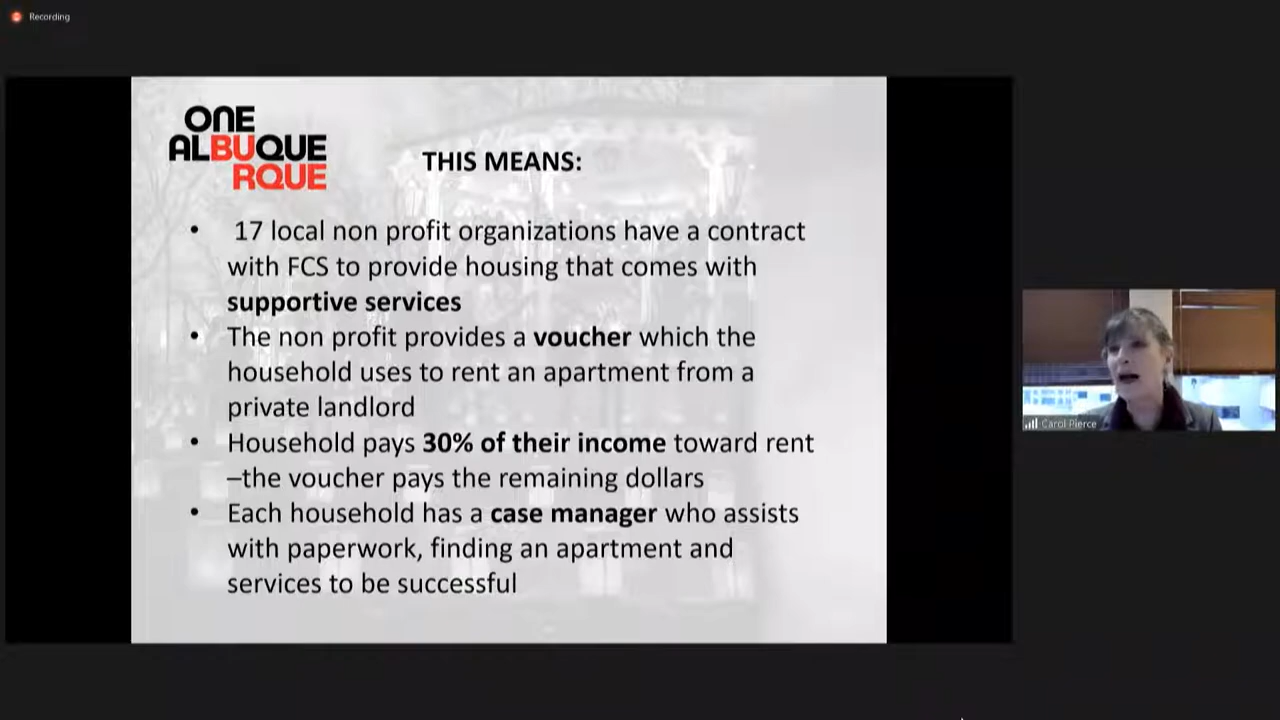 Recording
ONE
ALBUQUE
RQUE
THIS MEANS:
• 17 local non profit organizations have a contract
with FCS to provide housing that comes with
supportive services
• The non profit provides a voucher which the
household uses to rent an apartment from a
private landlord
• Household pays 30% of their income toward rent
–the voucher pays the remaining dollars
• Each household has a case manager who assists
with paperwork, finding an apartment and
services to be successful
Carol Pierce